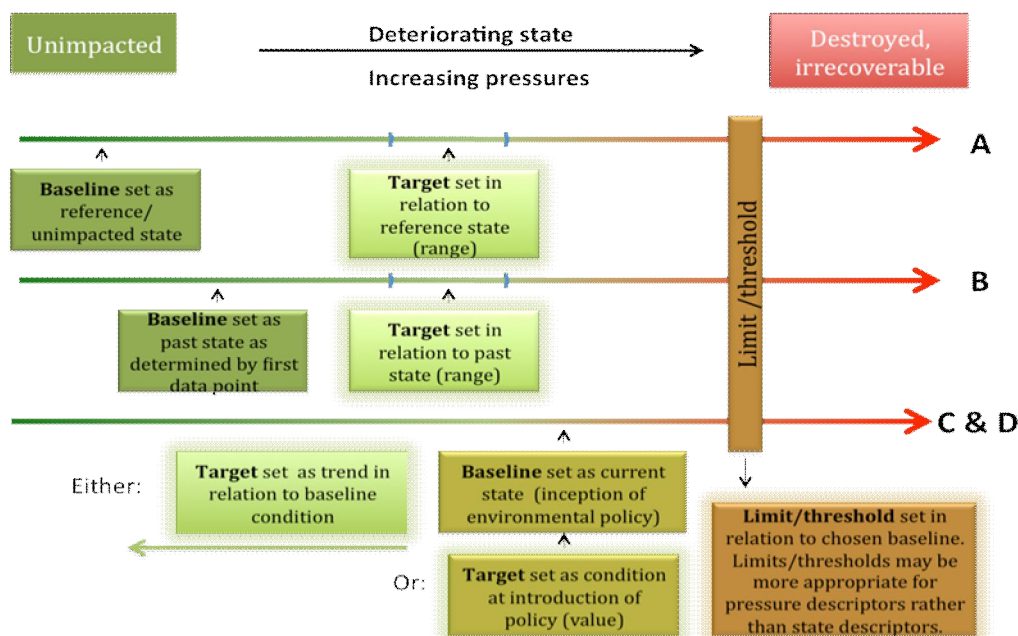 Unimpacted
Deteriorating state
Increasing pressures
Destroyed,
irrecoverable
A
Baseline set as
reference/
unimpacted state
Target set in
relation to
reference state
(range)
Limit /threshold
B
Baseline set as
past state as
determined by first
data point
Target set in
relation to past
state (range)
C & D
Either:
Target set as trend in
relation to baseline
condition
Baseline set as current
state (inception of
environmental policy)
Or:
Target set as condition
at introduction of
policy (value)
Limit/threshold set in
relation to chosen baseline.
Limits/thresholds may be
more appropriate for
pressure descriptors rather
than state descriptors.